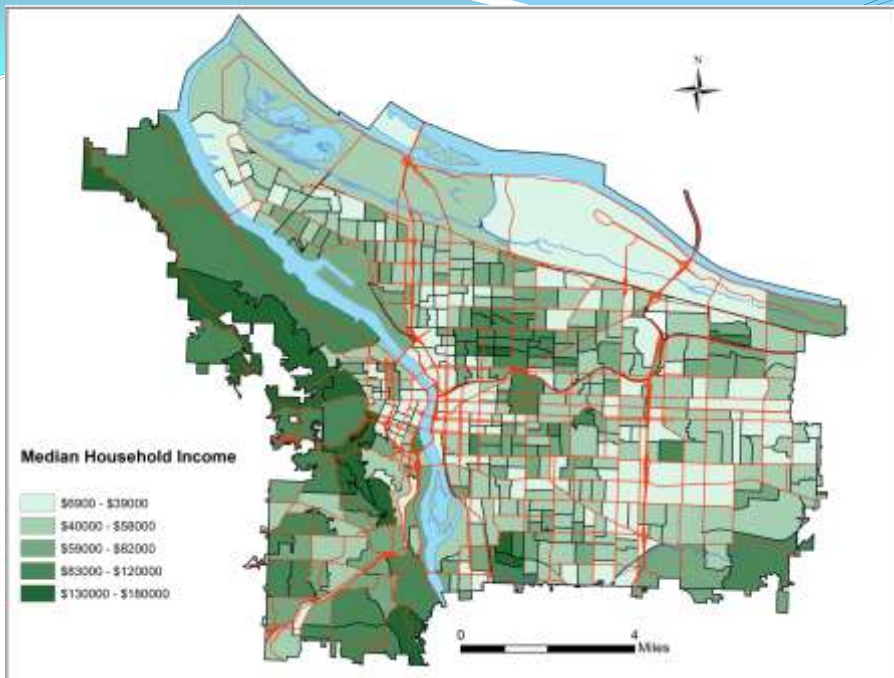 N
Median Household Income
$6900 - $39000
$40000 - $58000
$59000 - $82000
$83000 - $120000
$130000 - $180000
0 4
Miles